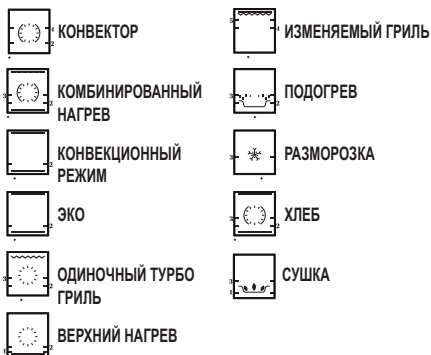 КОНВЕКТОР
КОМБИНИРОВАННЫЙ
НАГРЕВ
КОНВЕКЦИОННЫЙ
РЕЖИМ
ЭКО
ОДИНОЧНЫЙ ТУРБО
ГРИЛЬ
ВЕРХНИЙ НАГРЕВ
ИЗМЕНЯЕМЫЙ ГРИЛЬ
ПОДОГРЕВ
РАЗМОРОЗКА
ХЛЕБ
СУШКА